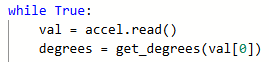 while True:
    val = accel.read()
    degrees = get_degrees(val[0])